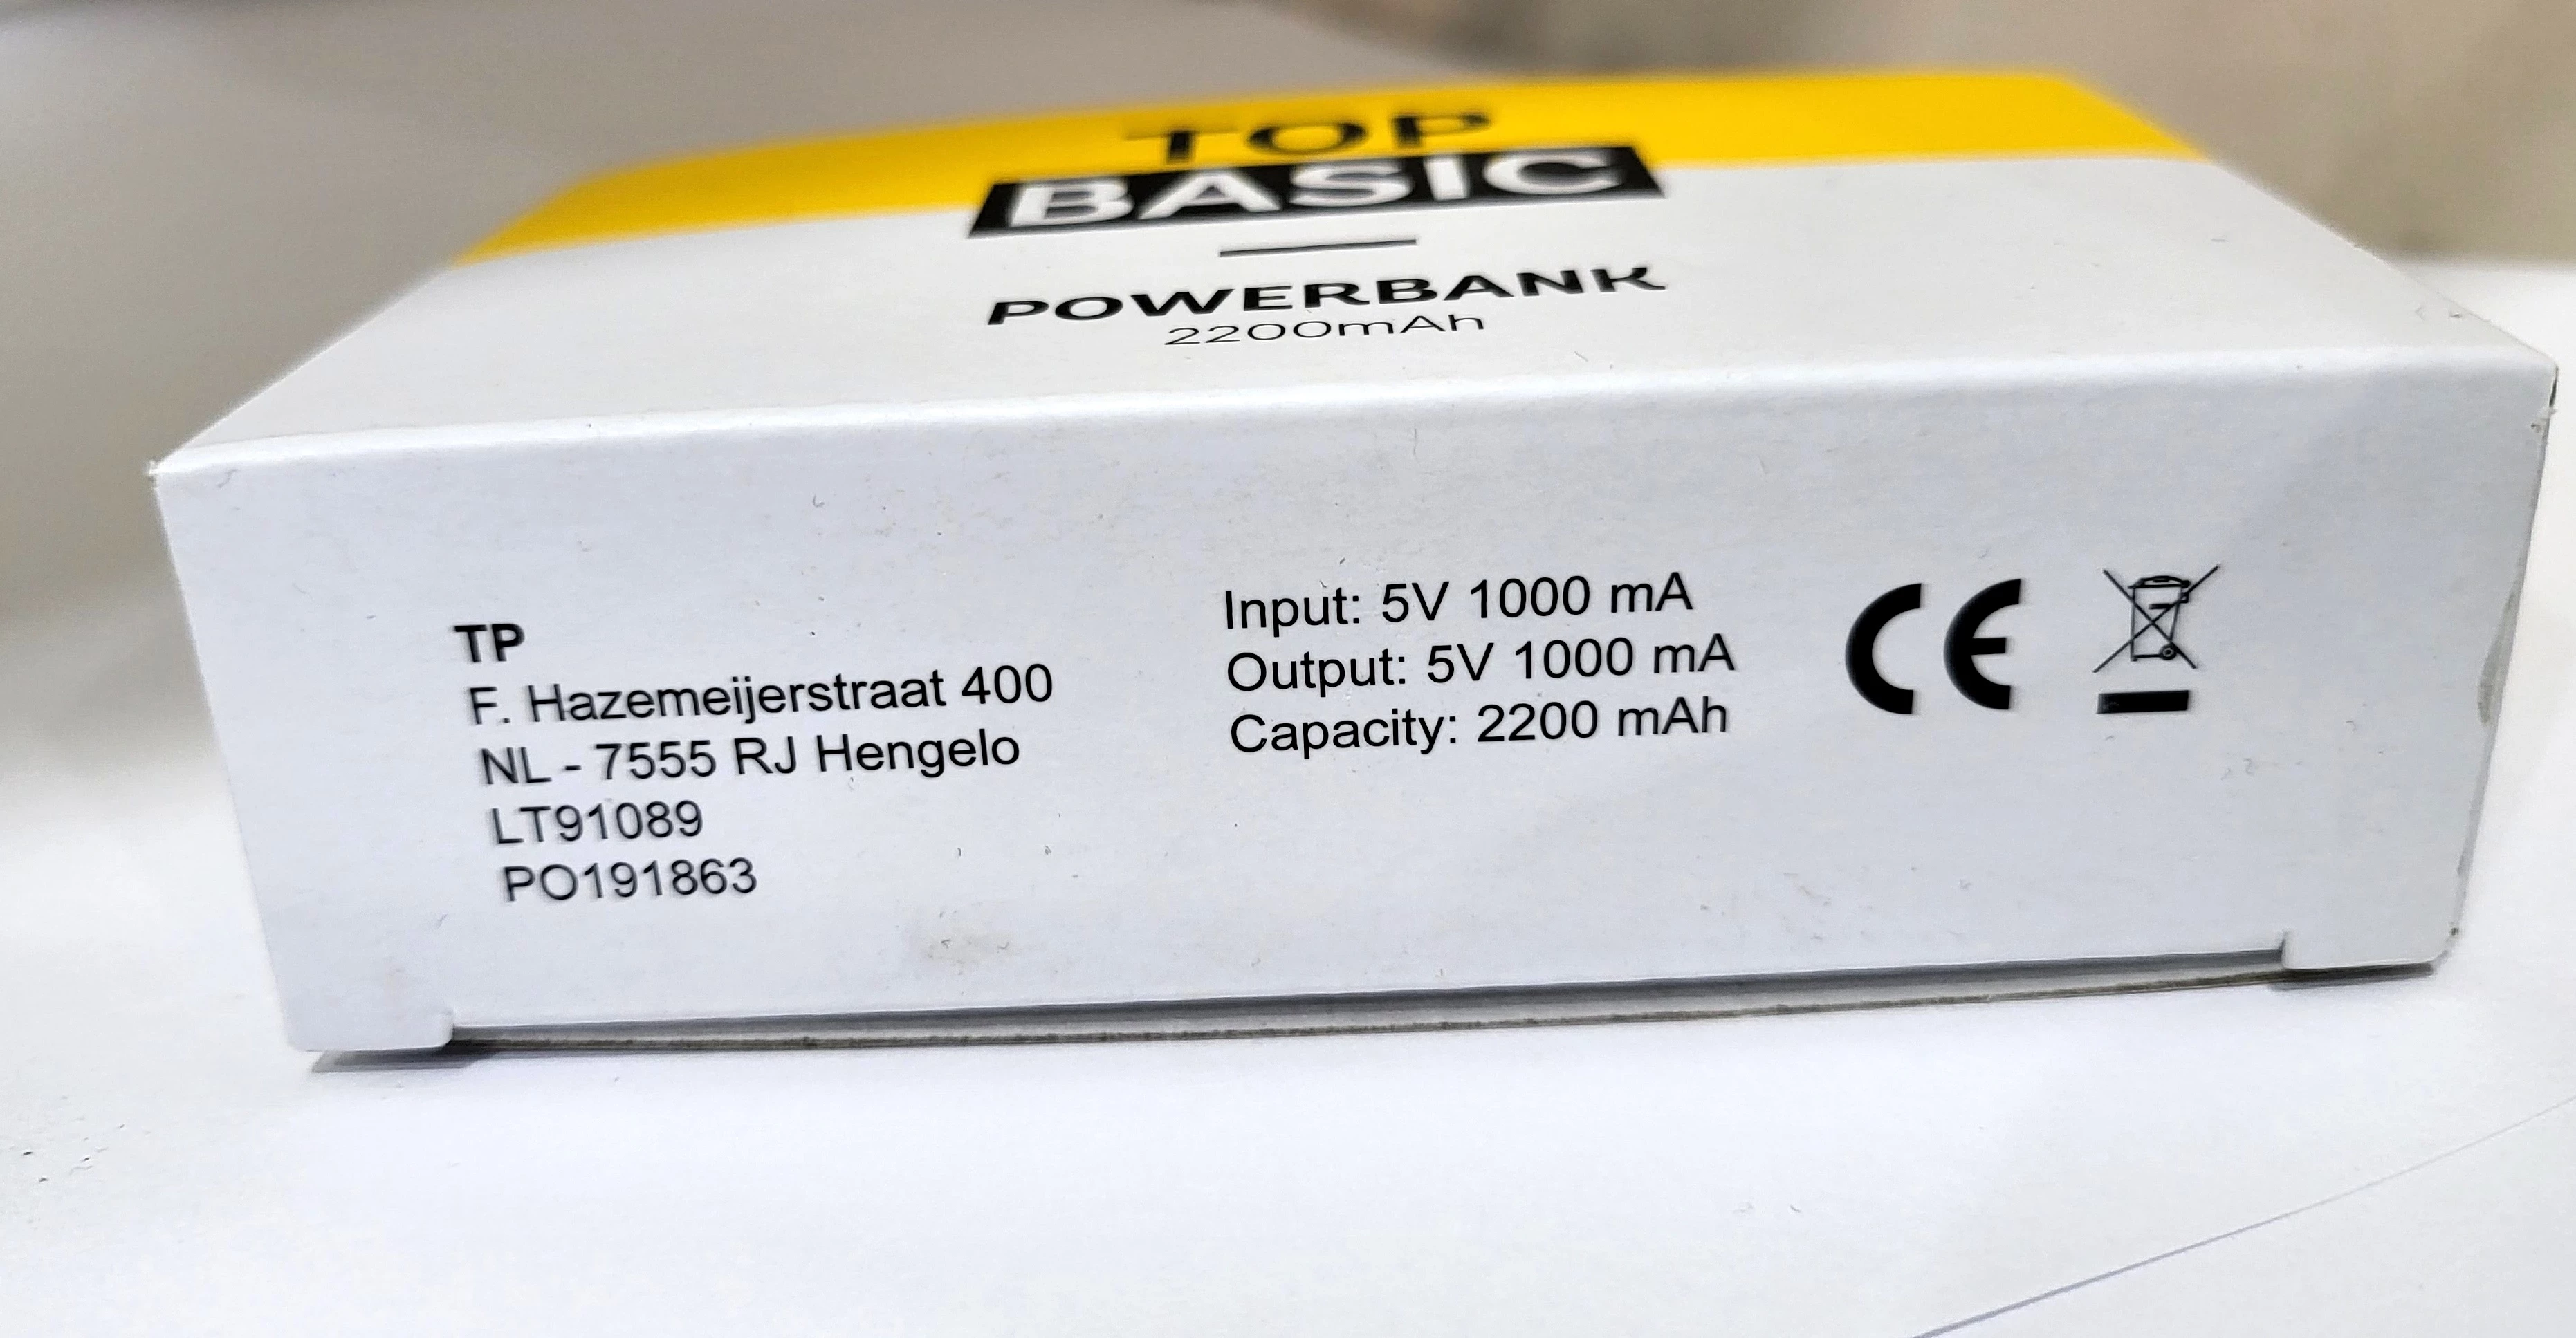 TOP
BASIC
POWERBANK
2200mAh
TP
F. Hazemeijerstraat 400
NL - 7555 RJ Hengelo
LT91089
PO191863
Input: 5V 1000 mA
Output: 5V 1000 mA
Capacity: 2200 mAh
CE